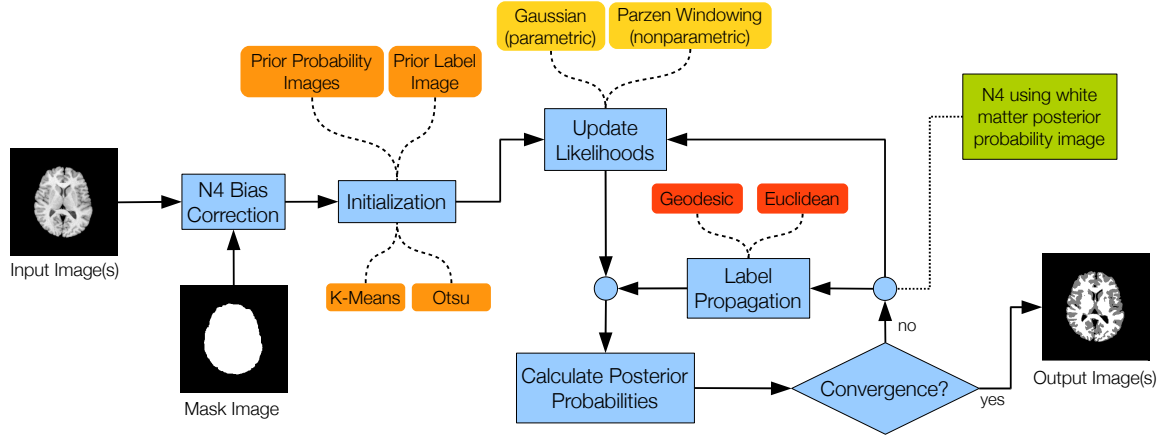 Gaussian
(parametric)
Parzen Windowing
(nonparametric)
Prior Probability
Images
Prior Label
Image
N4 using white
matter posterior
probability image
Update
Likelihoods
N4 Bias
Correction
Initialization
Geodesic
Euclidean
Input Image(s)
K-Means
Otsu
Label
Propagation
no
Calculate Posterior
Probabilities
Convergence?
yes
Output Image(s)
Mask Image